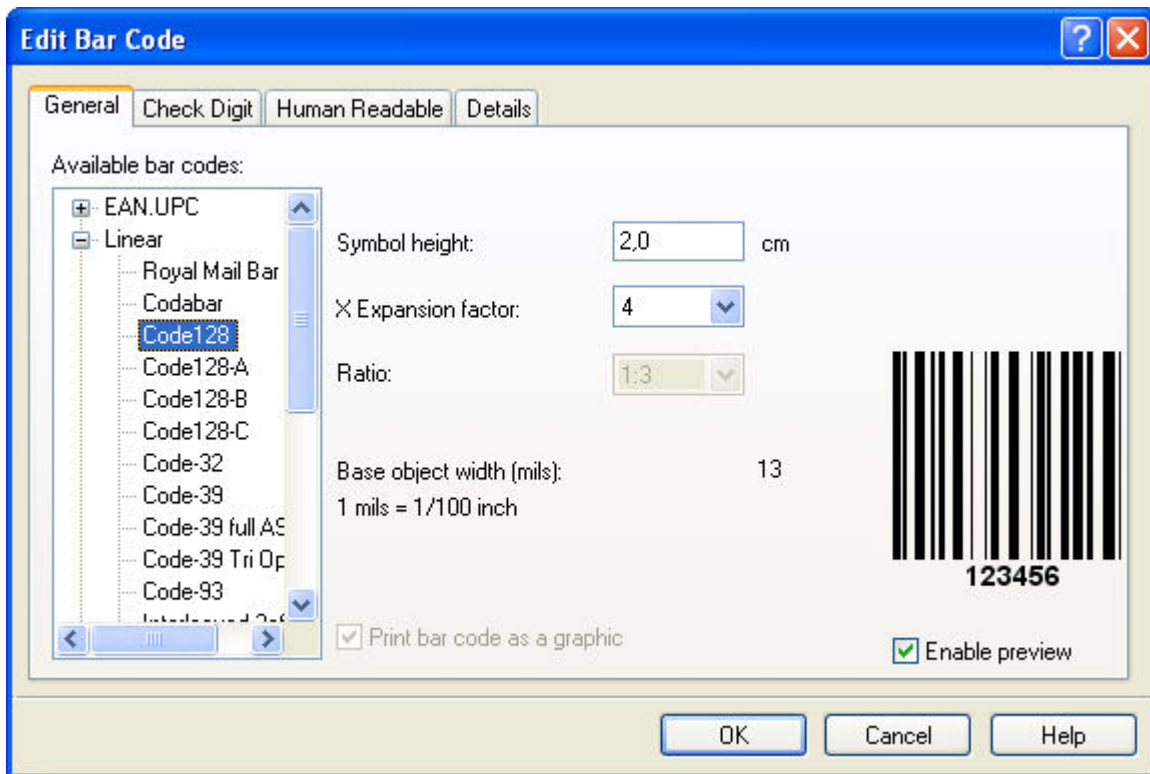 Edit Bar Code
General Check Digit Human Readable Details
Available bar codes:
EAN.UPC
Linear
Royal Mail Bar
Codabar
Code128
Code128-A
Code128-B
Code128-C
Code-32
Code-39
Code-39 full AS
Code-39 Tri Op
Code-93
Symbol height: 2,0 cm
X Expansion factor: 4
Ratio: 1:3
Base object width (mils): 13
1 mils = 1/100 inch
123456
Print bar code as a graphic
Enable preview
OK Cancel Help